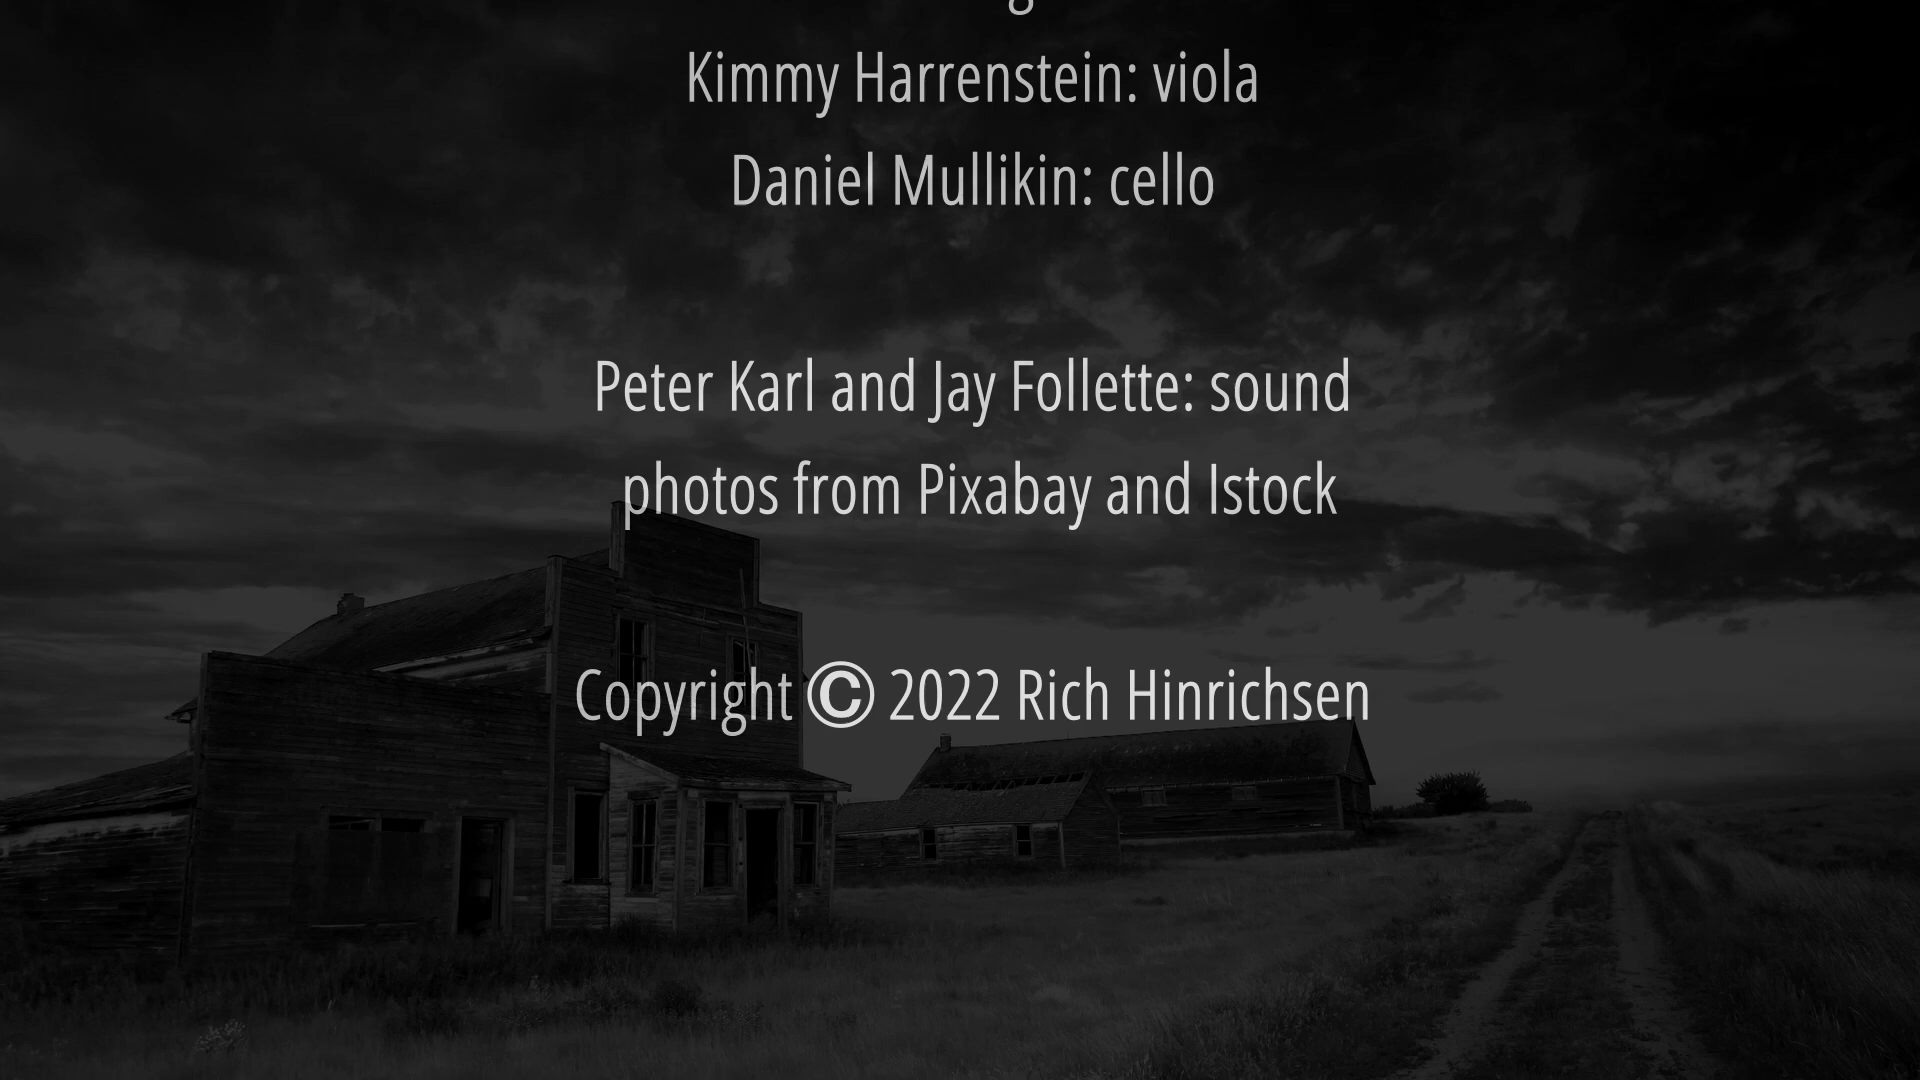 Kimmy Harrenstein: viola
Daniel Mullikin: cello
Peter Karl and Jay Follette: sound
photos from Pixabay and Istock
Copyright © 2022 Rich Hinrichsen